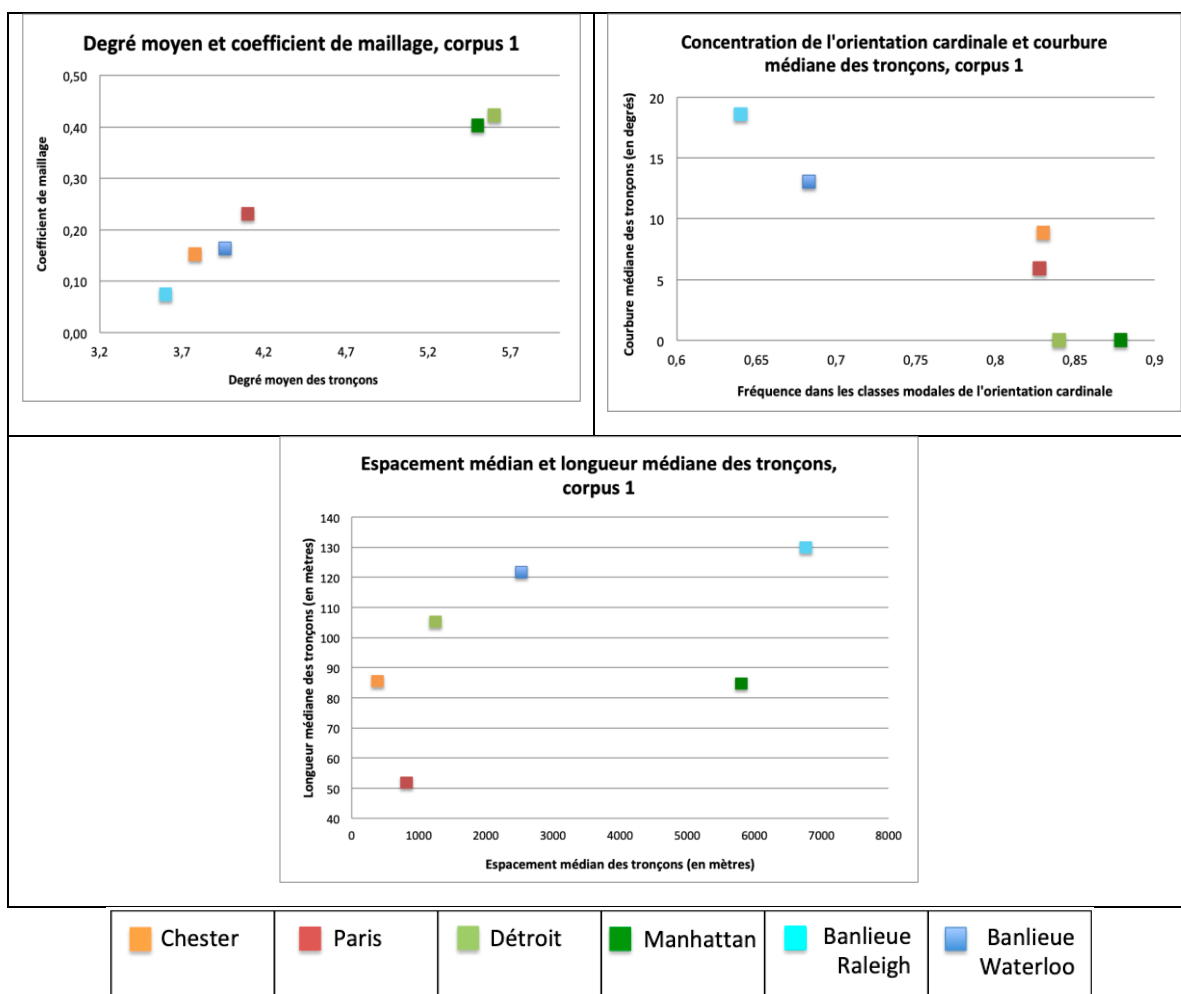 Degré moyen et coefficient de maillage, corpus 1
Coefficient de maillage
0,50
0,40
0,30
0,20
0,10
0,00
3,2 3,7 4,2 4,7 5,2 5,7
Degré moyen des tronçons
Concentration de l'orientation cardinale et courbure
médiane des tronçons, corpus 1
Courbure médiane des tronçons (en degrés)
20
15
10
5
0
0,6 0,65 0,7 0,75 0,8 0,85 0,9
Fréquence dans les classes modales de l'orientation cardinale
Espacement médian et longueur médiane des tronçons,
corpus 1
Longueur médiane des tronçons (en mètres)
140
130
120
110
100
90
80
70
60
50
40
0 1000 2000 3000 4000 5000 6000 7000 8000
Espacement médian des tronçons (en mètres)
Chester
Paris
Détroit
Manhattan
Banlieue
Raleigh
Banlieue
Waterloo